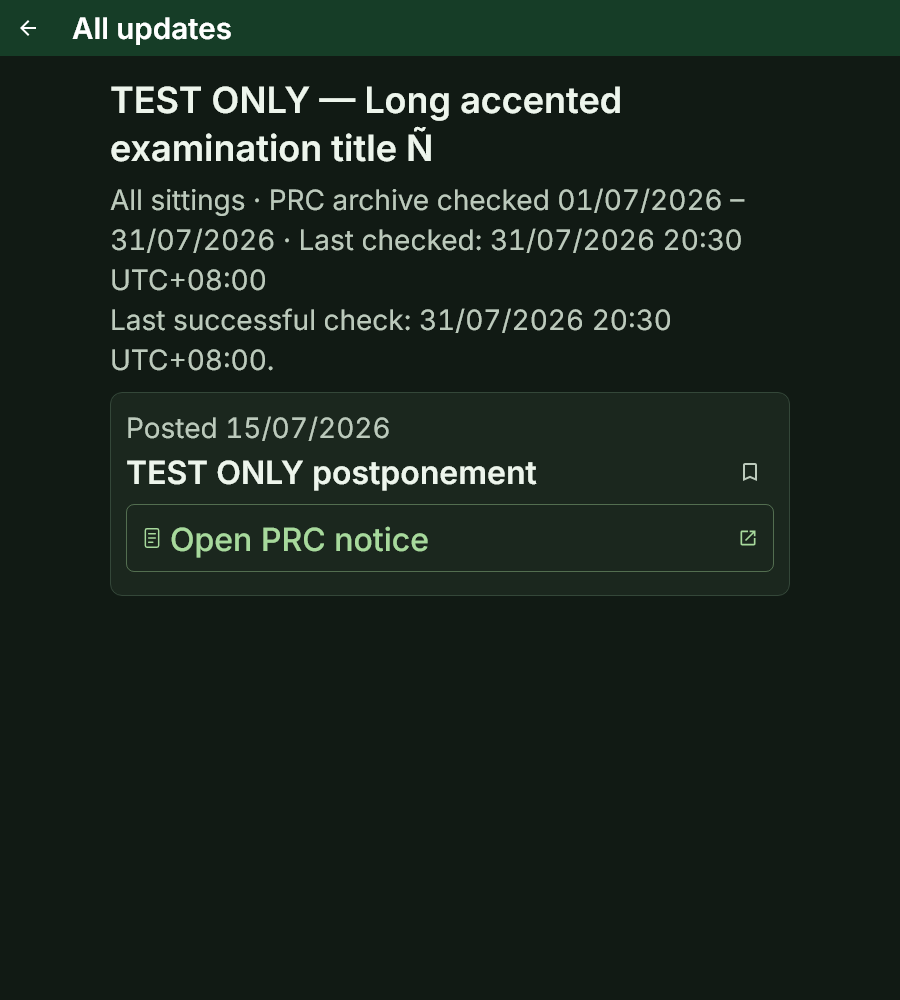 All updates
TEST ONLY — Long accented
examination title Ñ
All sittings · PRC archive checked 01/07/2026 –
31/07/2026 · Last checked: 31/07/2026 20:30
UTC+08:00
Last successful check: 31/07/2026 20:30
UTC+08:00.
Posted 15/07/2026
TEST ONLY postponement
Open PRC notice